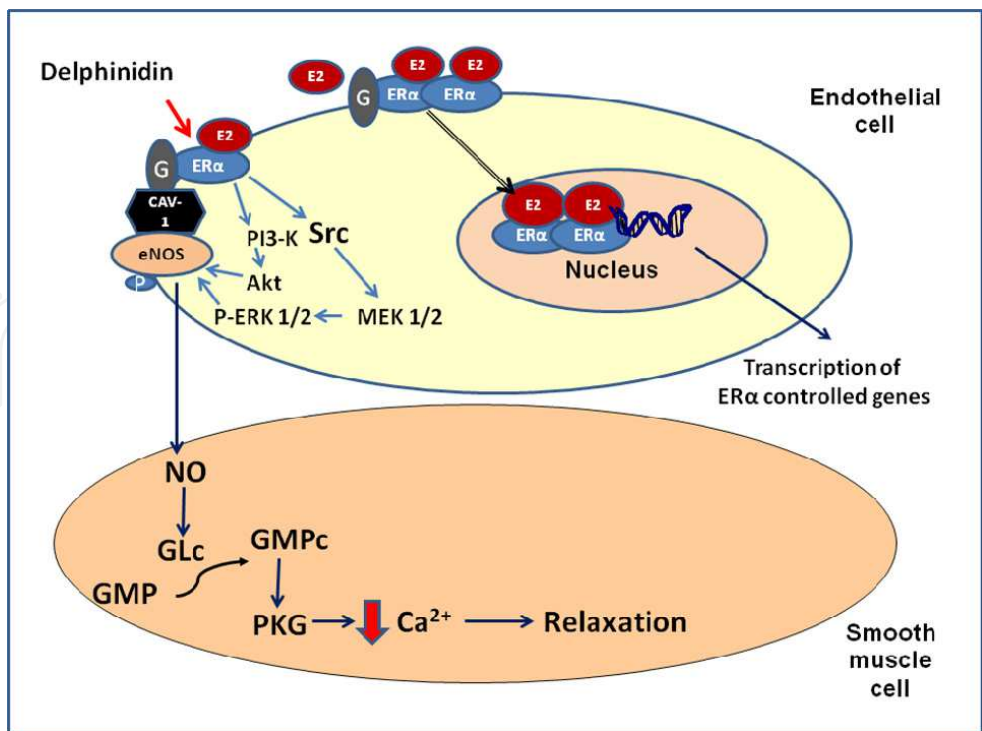 Delphinidin
E2
E2
E2
G
ERα
ERα
Endothelial
cell
E2
G
ERα
CAV-
1
eNOS
P
PI3-K
Src
Akt
P-ERK 1/2
MEK 1/2
E2
E2
ERα
ERα
Nucleus
Transcription of
ERα controlled genes
NO
GLc
GMP
GMPc
PKG
Ca²⁺
Relaxation
Smooth
muscle
cell